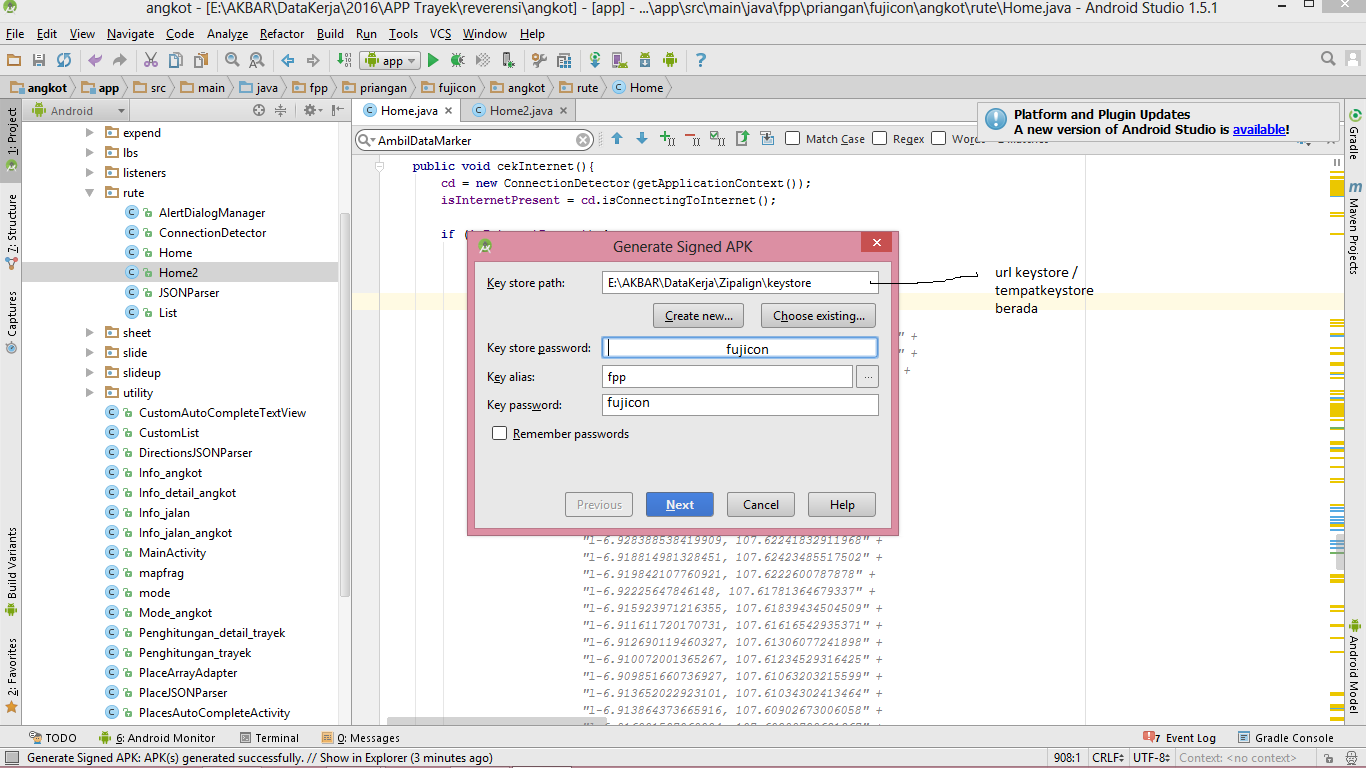 angkot - [E:\AKBAR\DataKerja\2016\APP Trayek\reverensi\angkot] - [app] - ...\app\src\main\java\fpp\priangan\fujicon\angkot\rute\Home.java - Android Studio 1.5.1
File Edit View Navigate Code Analyze Refactor Build Run Tools VCS Window Help
app
angkot app src main java fpp priangan fujicon angkot rute Home
Android
Home.java Home2.java
Platform and Plugin Updates
A new version of Android Studio is available!
AmbilDataMarker
Match Case Regex
1: Project
7: Structure
Captures
Build Variants
2: Favorites
expend
lbs
listeners
rute
AlertDialogManager
ConnectionDetector
Home
Home2
JSONParser
List
sheet
slide
slideup
utility
CustomAutoCompleteTextView
CustomList
DirectionsJSONParser
Info_angkot
Info_detail_angkot
Info_jalan
Info_jalan_angkot
MainActivity
mapfrag
mode
Mode_angkot
Penghitungan_detail_trayek
Penghitungan_trayek
PlaceArrayAdapter
PlaceJSONParser
PlacesAutoCompleteActivity
public void cekInternet(){
cd = new ConnectionDetector(getApplicationContext());
isInternetPresent = cd.isConnectingToInternet();
if
Generate Signed APK
Key store path: E:\AKBAR\DataKerja\Zipalign\keystore
Create new... Choose existing...
Key store password: fujicon
Key alias: fpp ...
Key password: fujicon
Remember passwords
Previous Next Cancel Help
url keystore /
tempatkeystore
berada
" +
" +
+
"l-6.928388538419909, 107.62241832911968" +
"l-6.918814981328451, 107.62423485517502" +
"l-6.919842107760921, 107.6222600787878" +
"l-6.92225647846148, 107.61781364679337" +
"l-6.915923971216355, 107.61839434504509" +
"l-6.911611720170731, 107.61616542935371" +
"l-6.912690119460327, 107.61306077241898" +
"l-6.910072001365267, 107.61234529316425" +
"l-6.909851660736927, 107.61063203215599" +
"l-6.913652022923101, 107.61034302413464" +
"l-6.913864373665916, 107.60902673006058" +
Gradle
Maven Projects
Android Model
TODO 6: Android Monitor Terminal 0: Messages 7 Event Log Gradle Console
Generate Signed APK: APK(s) generated successfully. // Show in Explorer (3 minutes ago) 908:1 CRLF UTF-8 Context: <no context>